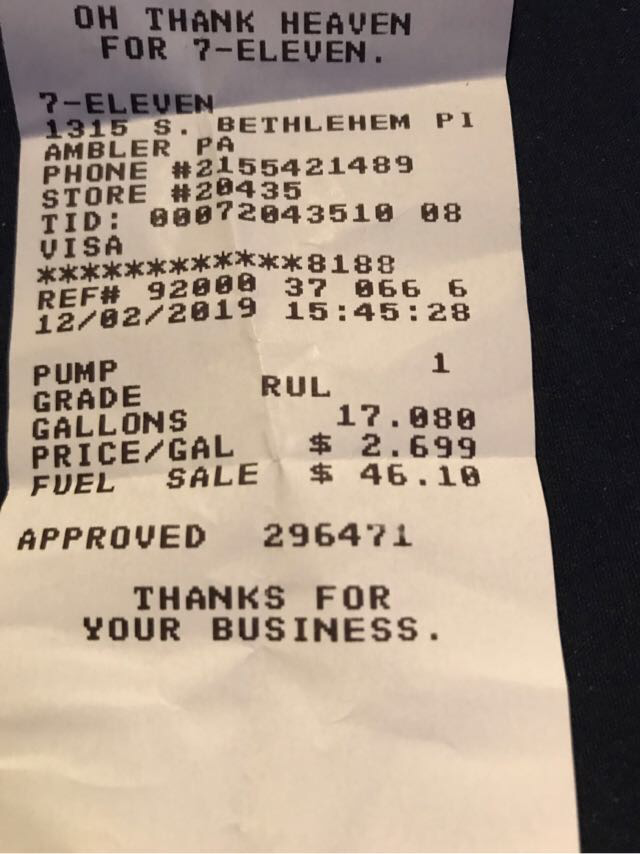 OH THANK HEAVEN
FOR 7-ELEVEN.
7-ELEVEN
1315 S. BETHLEHEM PI
AMBLER PA
PHONE #2155421489
STORE #20435
TID: 00072043510 08
VISA
************8188
REF# 92000 37 066 6
12/02/2019 15:45:28
PUMP 1
GRADE RUL
GALLONS 17.080
PRICE/GAL $ 2.699
FUEL SALE $ 46.10
APPROVED 296471
THANKS FOR
YOUR BUSINESS.